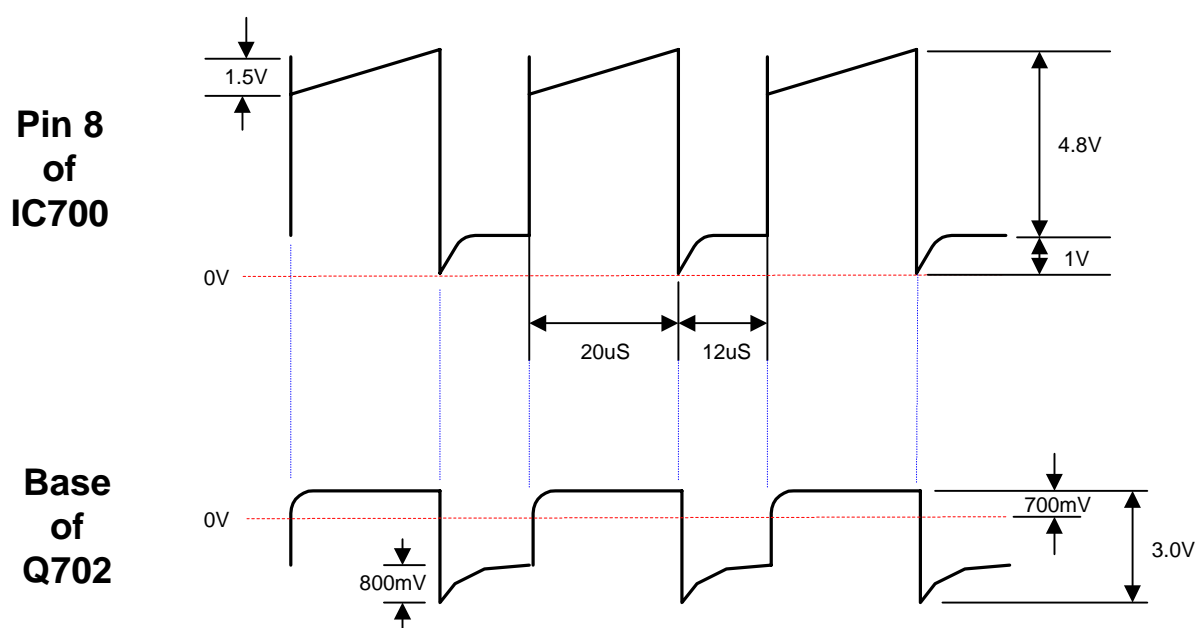 1.5V
Pin 8
of
IC700
4.8V
1V
0V
20uS
12uS
Base
of
Q702
0V
700mV
3.0V
800mV